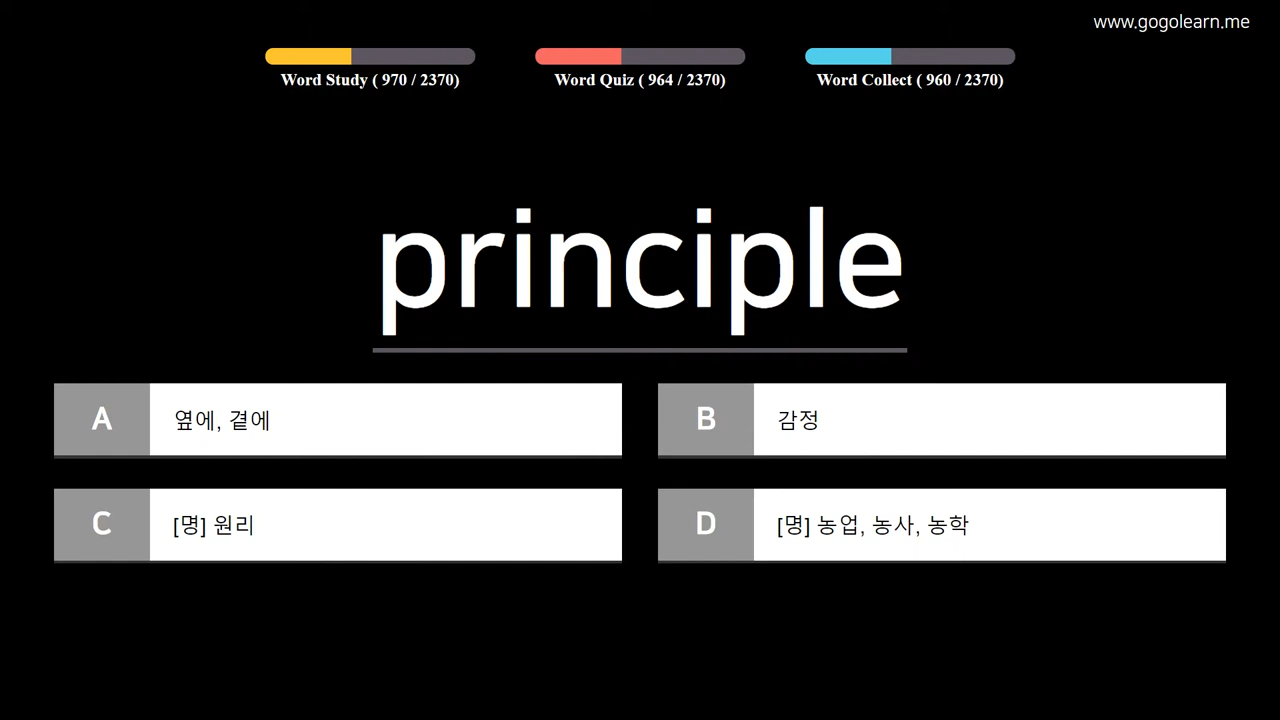 www.gogolearn.me
Word Study ( 970 / 2370)
Word Quiz ( 964 / 2370)
Word Collect ( 960 / 2370)
principle
A 옆에, 곁에
B 감정
C [명] 원리
D [명] 농업, 농사, 농학